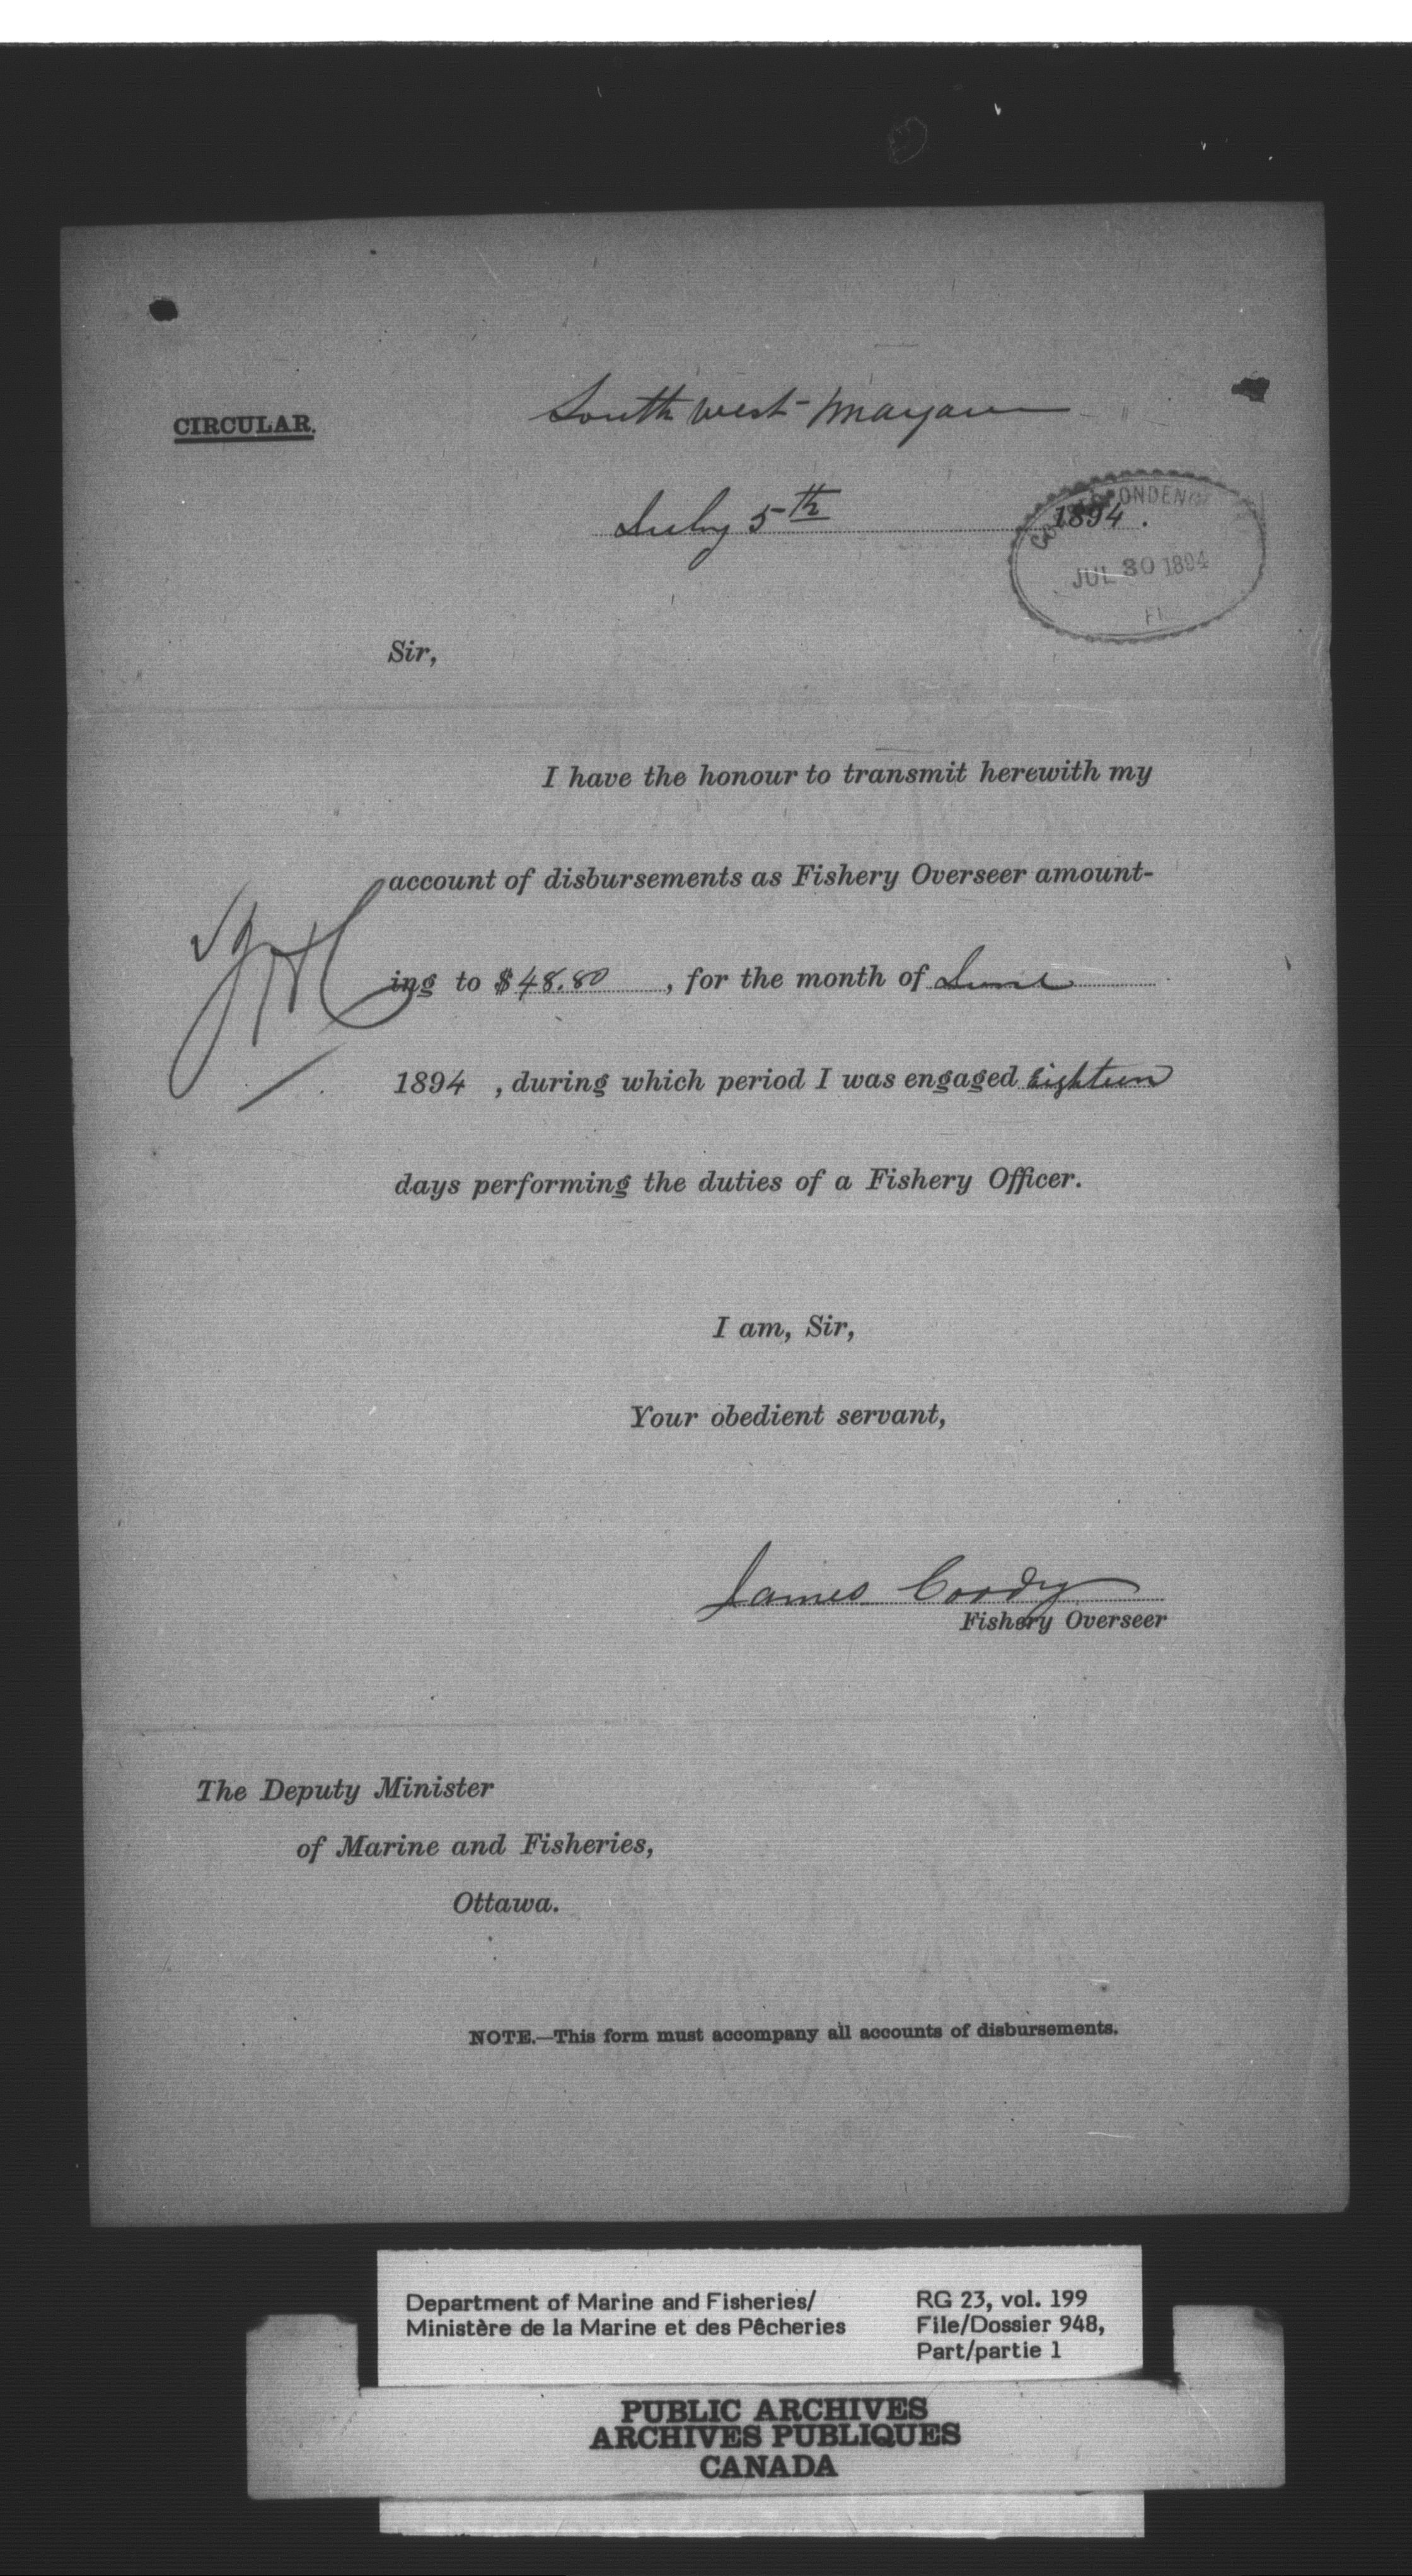 CIRCULAR.
South West Margaree
July 5th 1894.
CORRESPONDENCE
JUL 30 1894
Sir,
I have the honour to transmit herewith my
account of disbursements as Fishery Overseer amount-
ing to $48.80, for the month of June
1894, during which period I was engaged Eighteen
days performing the duties of a Fishery Officer.
I am, Sir,
Your obedient servant,
James Coady
Fishery Overseer
The Deputy Minister
of Marine and Fisheries,
Ottawa.
NOTE.—This form must accompany all accounts of disbursements.
Department of Marine and Fisheries/
Ministère de la Marine et des Pêcheries
RG 23, vol. 199
File/Dossier 948,
Part/partie 1
PUBLIC ARCHIVES
ARCHIVES PUBLIQUES
CANADA